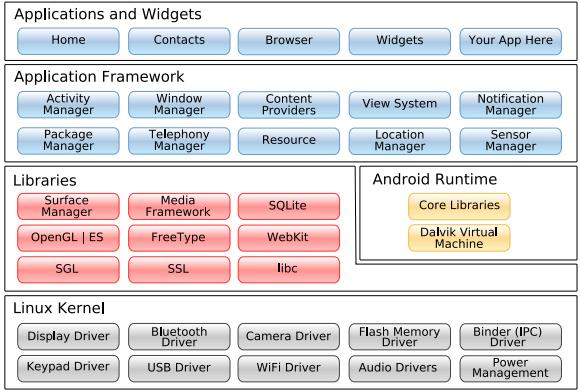 Applications and Widgets
Home
Contacts
Browser
Widgets
Your App Here
Application Framework
Activity
Manager
Window
Manager
Content
Providers
View System
Notification
Manager
Package
Manager
Telephony
Manager
Resource
Location
Manager
Sensor
Manager
Libraries
Surface
Manager
Media
Framework
SQLite
OpenGL | ES
FreeType
WebKit
SGL
SSL
libc
Android Runtime
Core Libraries
Dalvik Virtual
Machine
Linux Kernel
Display Driver
Bluetooth
Driver
Camera Driver
Flash Memory
Driver
Binder (IPC)
Driver
Keypad Driver
USB Driver
WiFi Driver
Audio Drivers
Power
Management